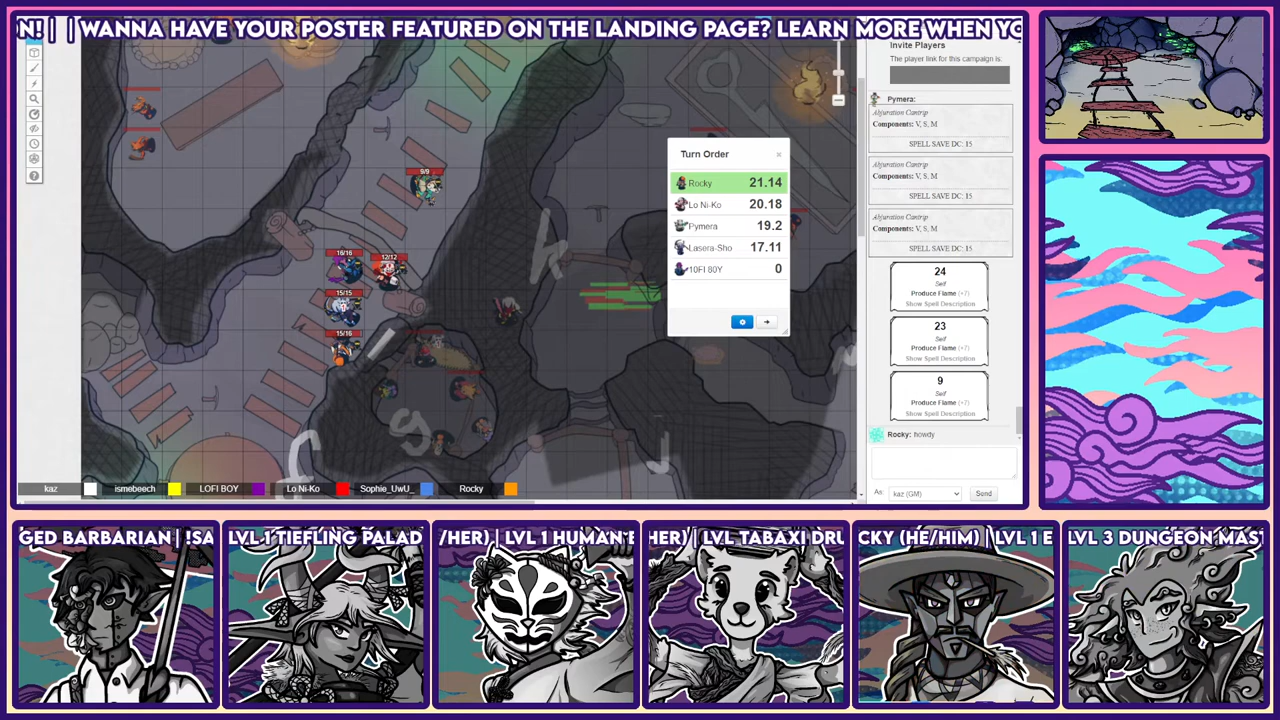 N! | | WANNA HAVE YOUR POSTER FEATURED ON THE LANDING PAGE? LEARN MORE WHEN YO
Invite Players
The player link for this campaign is:
Pymera:
Abjuration Cantrip
Components: V, S, M
SPELL SAVE DC: 15
Abjuration Cantrip
Components: V, S, M
SPELL SAVE DC: 15
Abjuration Cantrip
Components: V, S, M
SPELL SAVE DC: 15
24
Self
Produce Flame (+7)
Show Spell Description
23
Self
Produce Flame (+7)
Show Spell Description
9
Self
Produce Flame (+7)
Show Spell Description
Rocky: howdy
As: kaz (GM) Send
Turn Order ×
Rocky 21.14
Lo Ni-Ko 20.18
Pymera 19.2
Lasera-Sho 17.11
10FI 80Y 0
9/9
16/16
12/12
15/15
15/16
k
g
kaz ismebeech LOFI BOY Lo Ni-Ko Sophie_UwU_ Rocky
GED BARBARIAN | !SA
LVL 1 TIEFLING PALAD
/HER) | LVL 1 HUMAN
HER) | LVL TABAXI DRU
CKY (HE/HIM) | LVL 1 E
LVL 3 DUNGEON MAST